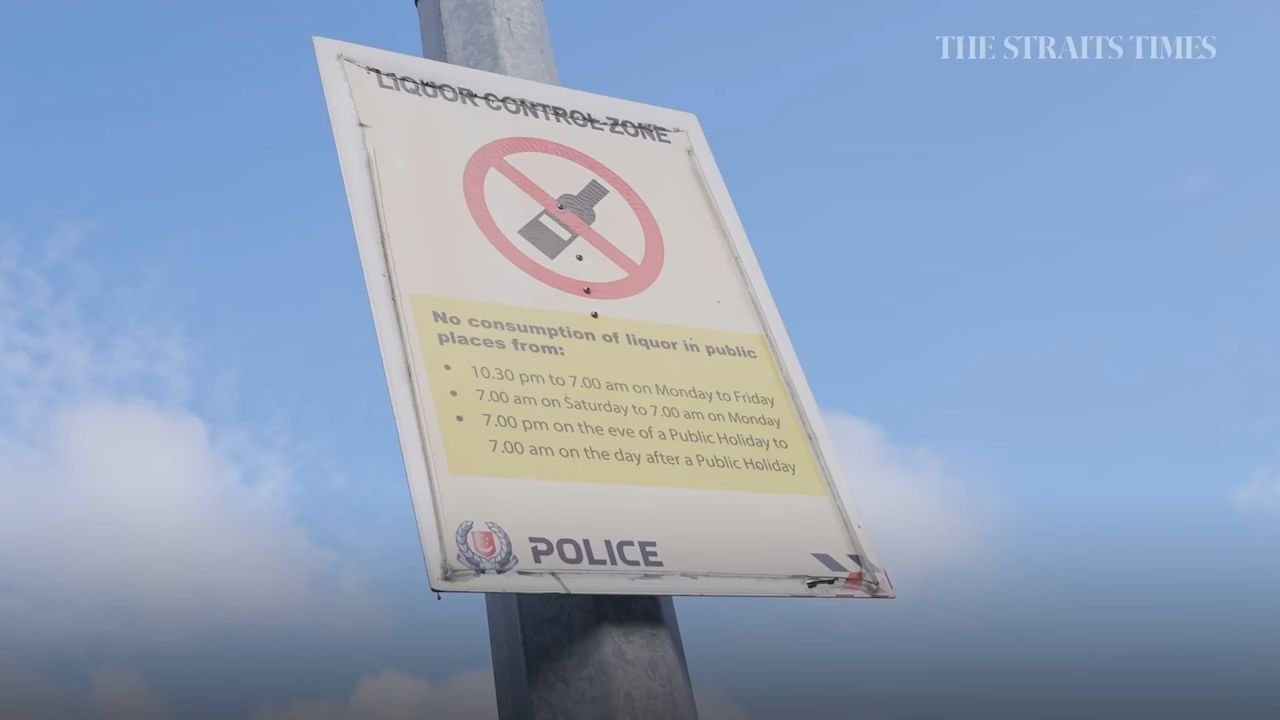 THE STRAITS TIMES
LIQUOR CONTROL ZONE
No consumption of liquor in public
places from:
• 10.30 pm to 7.00 am on Monday to Friday
• 7.00 am on Saturday to 7.00 am on Monday
• 7.00 pm on the eve of a Public Holiday to
7.00 am on the day after a Public Holiday
POLICE